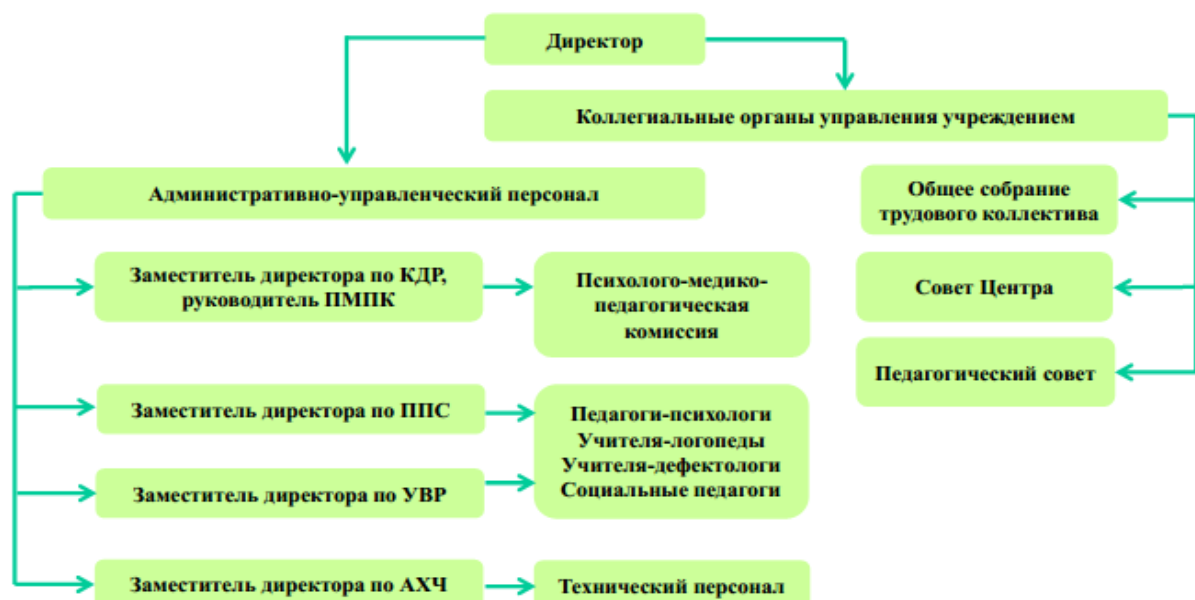 Директор
Коллегиальные органы управления учреждением
Административно-управленческий персонал
Общее собрание
трудового коллектива
Заместитель директора по КДР,
руководитель ПМПК
Психолого-медико-
педагогическая
комиссия
Совет Центра
Педагогический совет
Заместитель директора по ППС
Педагоги-психологи
Учителя-логопеды
Учителя-дефектологи
Социальные педагоги
Заместитель директора по УВР
Заместитель директора по АХЧ
Технический персонал